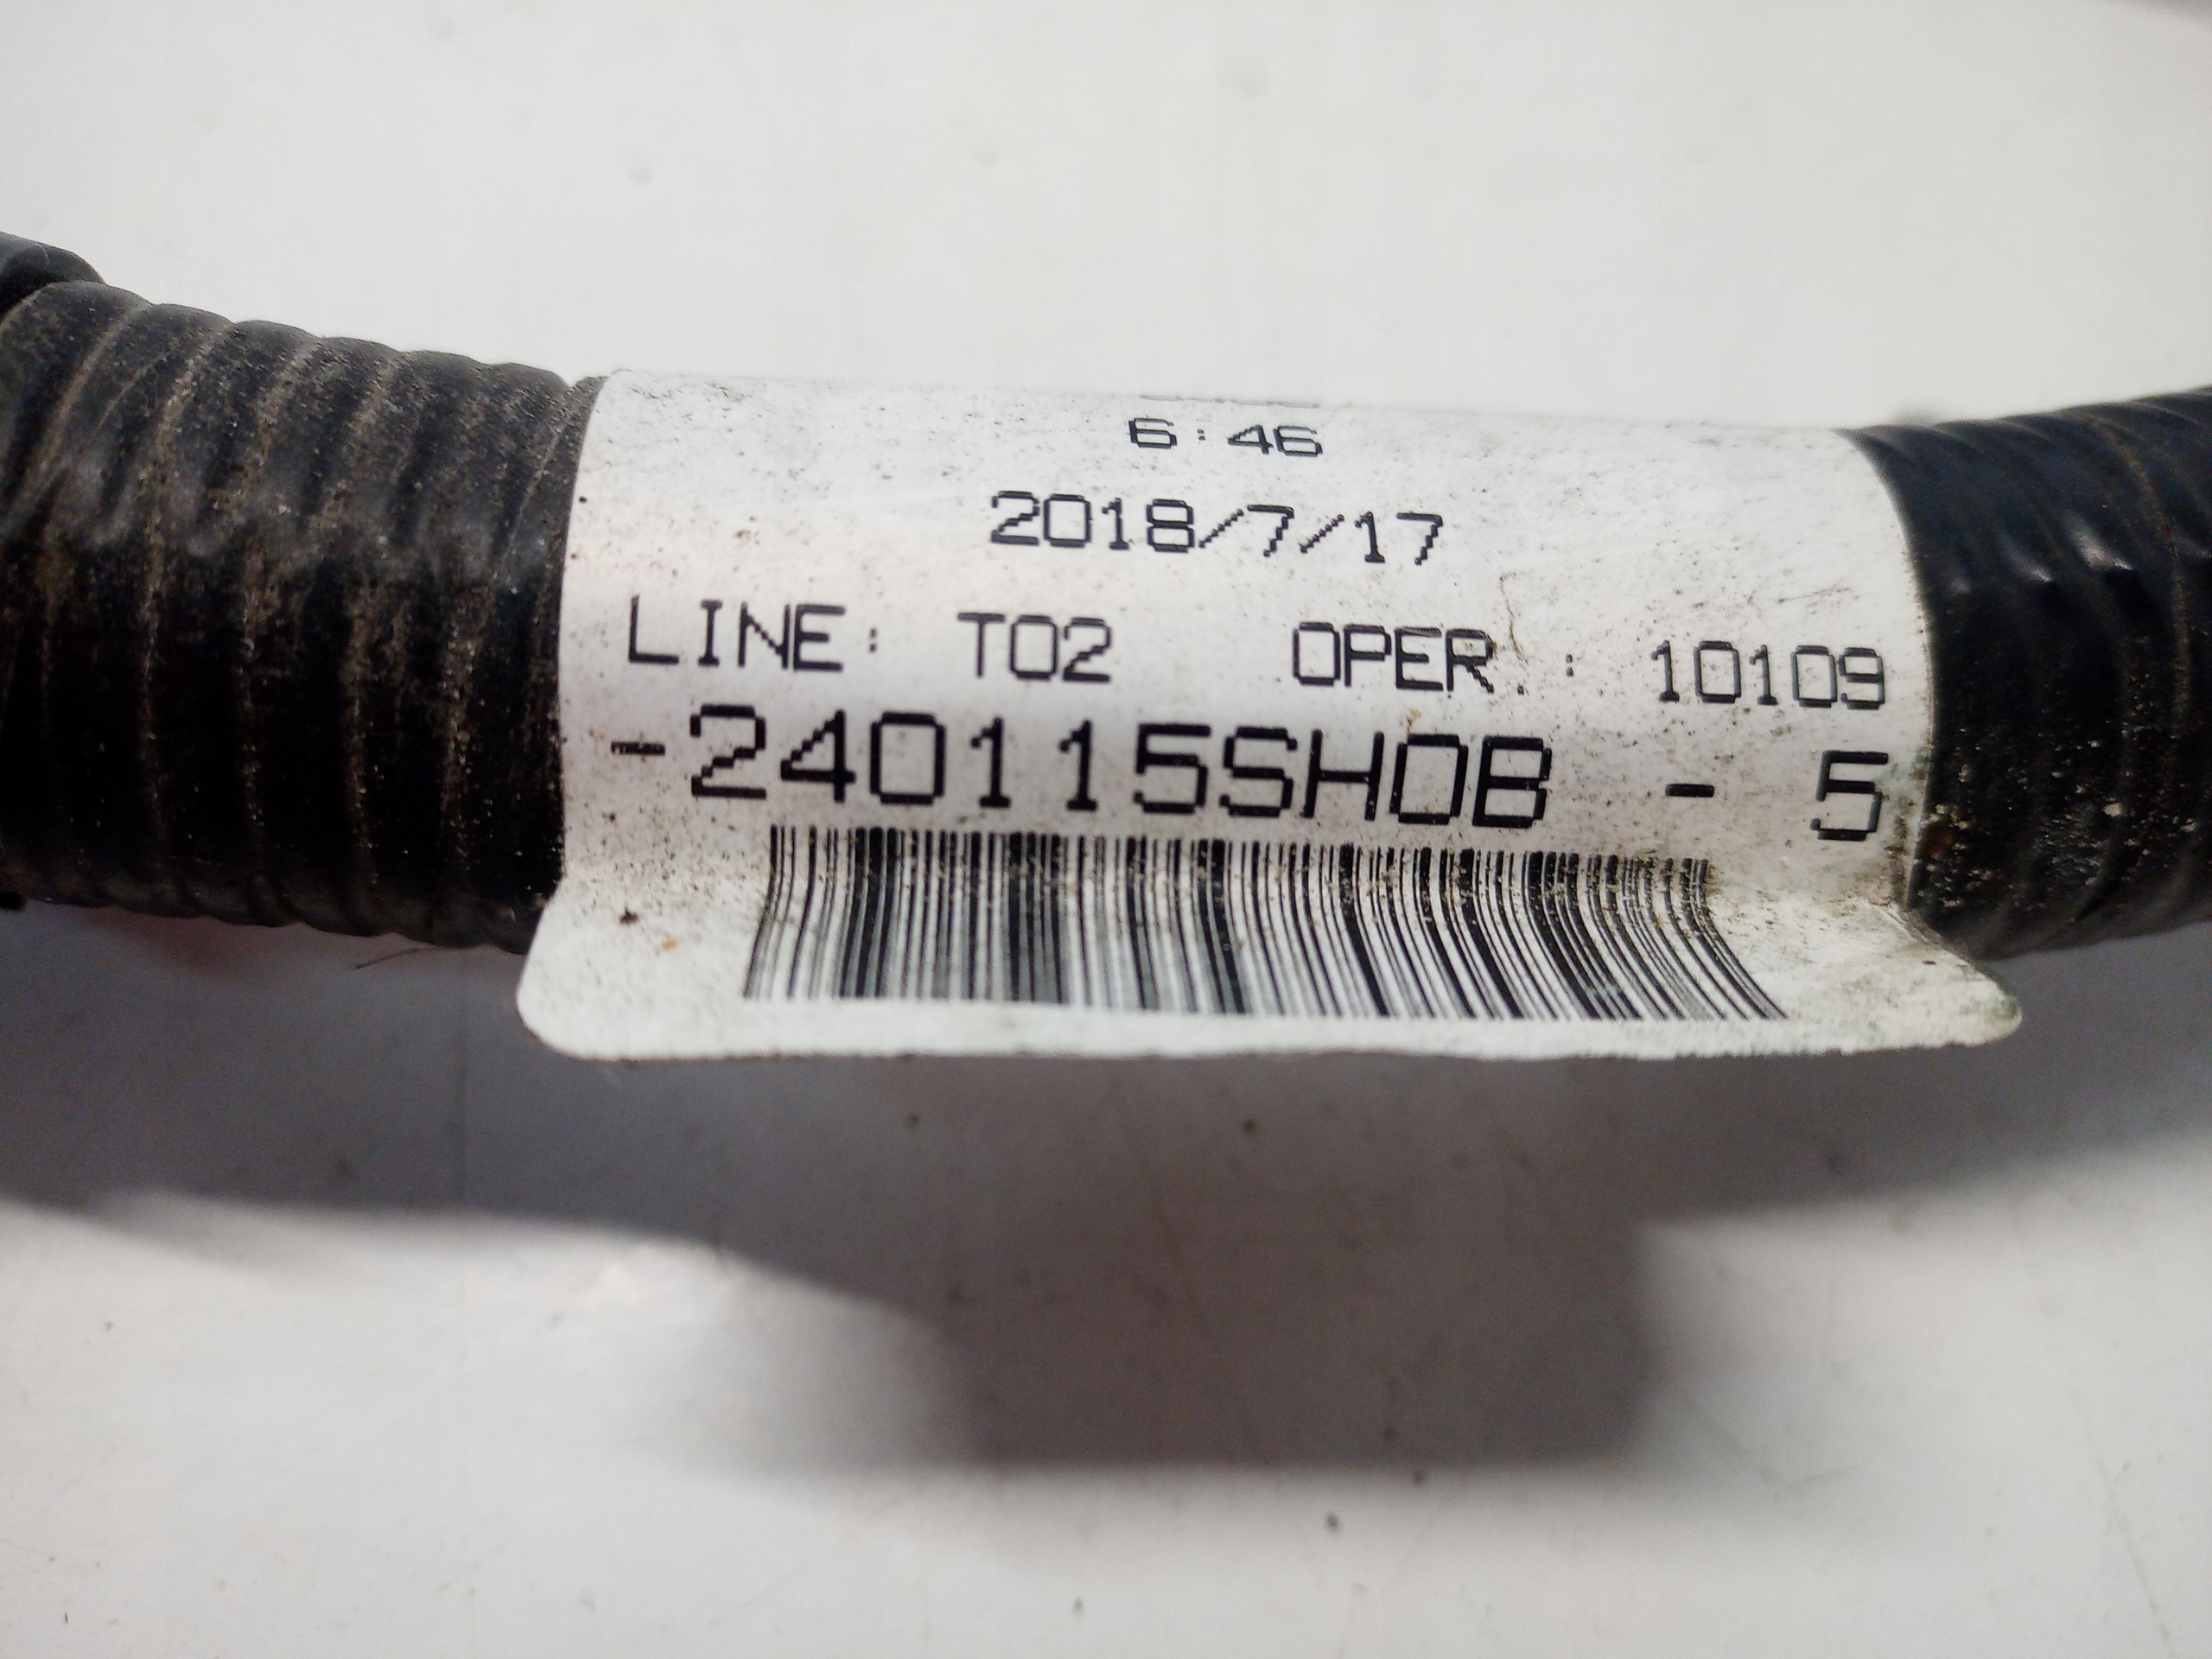 6:46
2018/7/17
LINE: T02 OPER.: 10109
-240115SH0B - 5